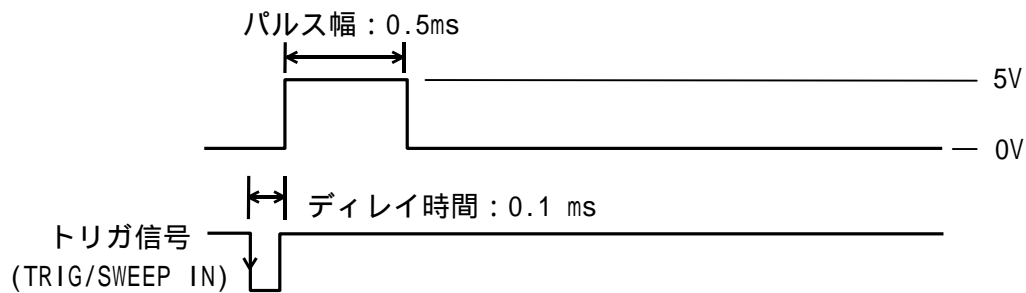 パルス幅：0.5ms
5V
0V
ディレイ時間：0.1 ms
トリガ信号
(TRIG/SWEEP IN)